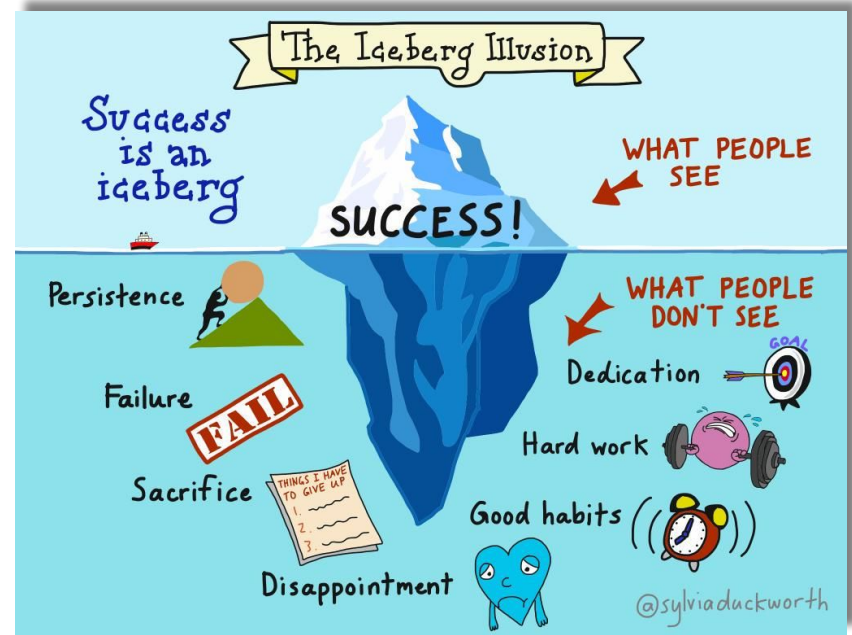 The Iceberg Illusion
Success
is an
iceberg
WHAT PEOPLE
SEE
SUCCESS!
Persistence
WHAT PEOPLE
DON'T SEE
GOAL
Dedication
Failure
FAIL
Hard work
Sacrifice
THINGS I HAVE
TO GIVE UP
1.
2.
3.
Good habits
Disappointment
@sylviaduckworth